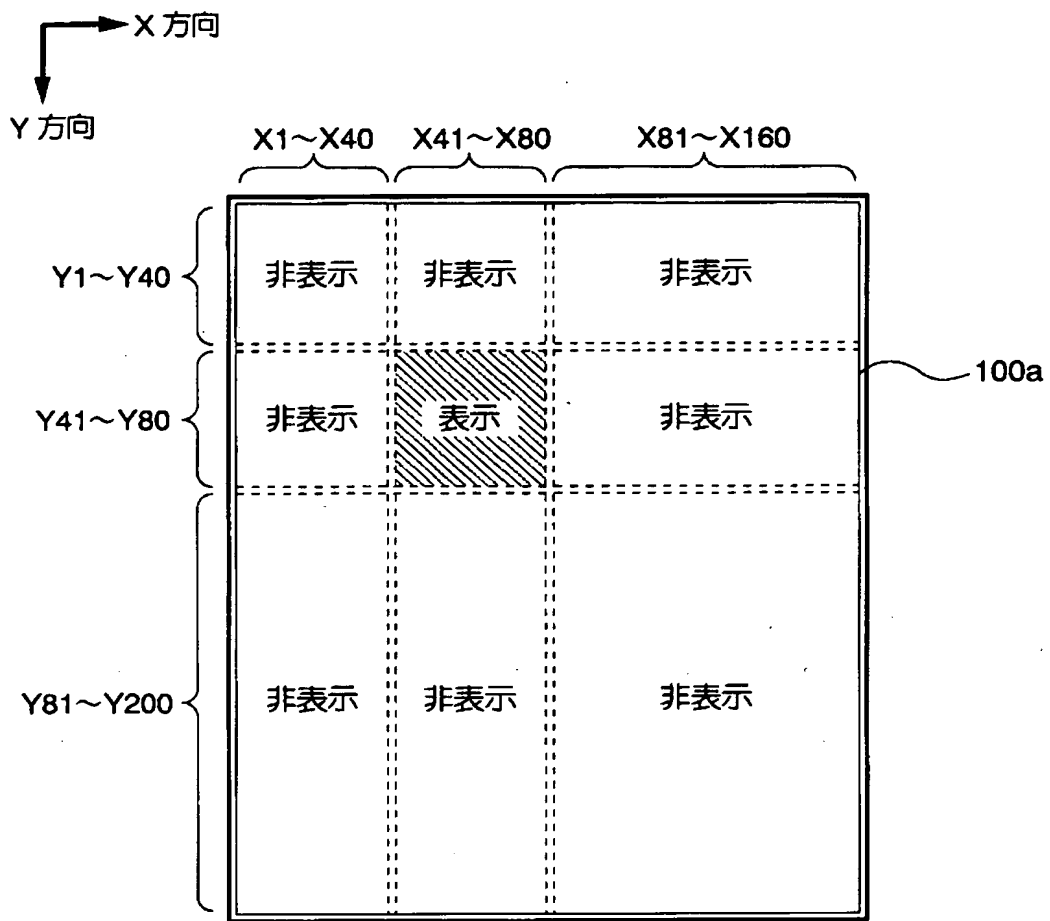 X 方向
Y 方向
X1～X40 X41～X80 X81～X160
Y1～Y40 非表示 非表示 非表示
100a
Y41～Y80 非表示 表示 非表示
Y81～Y200 非表示 非表示 非表示